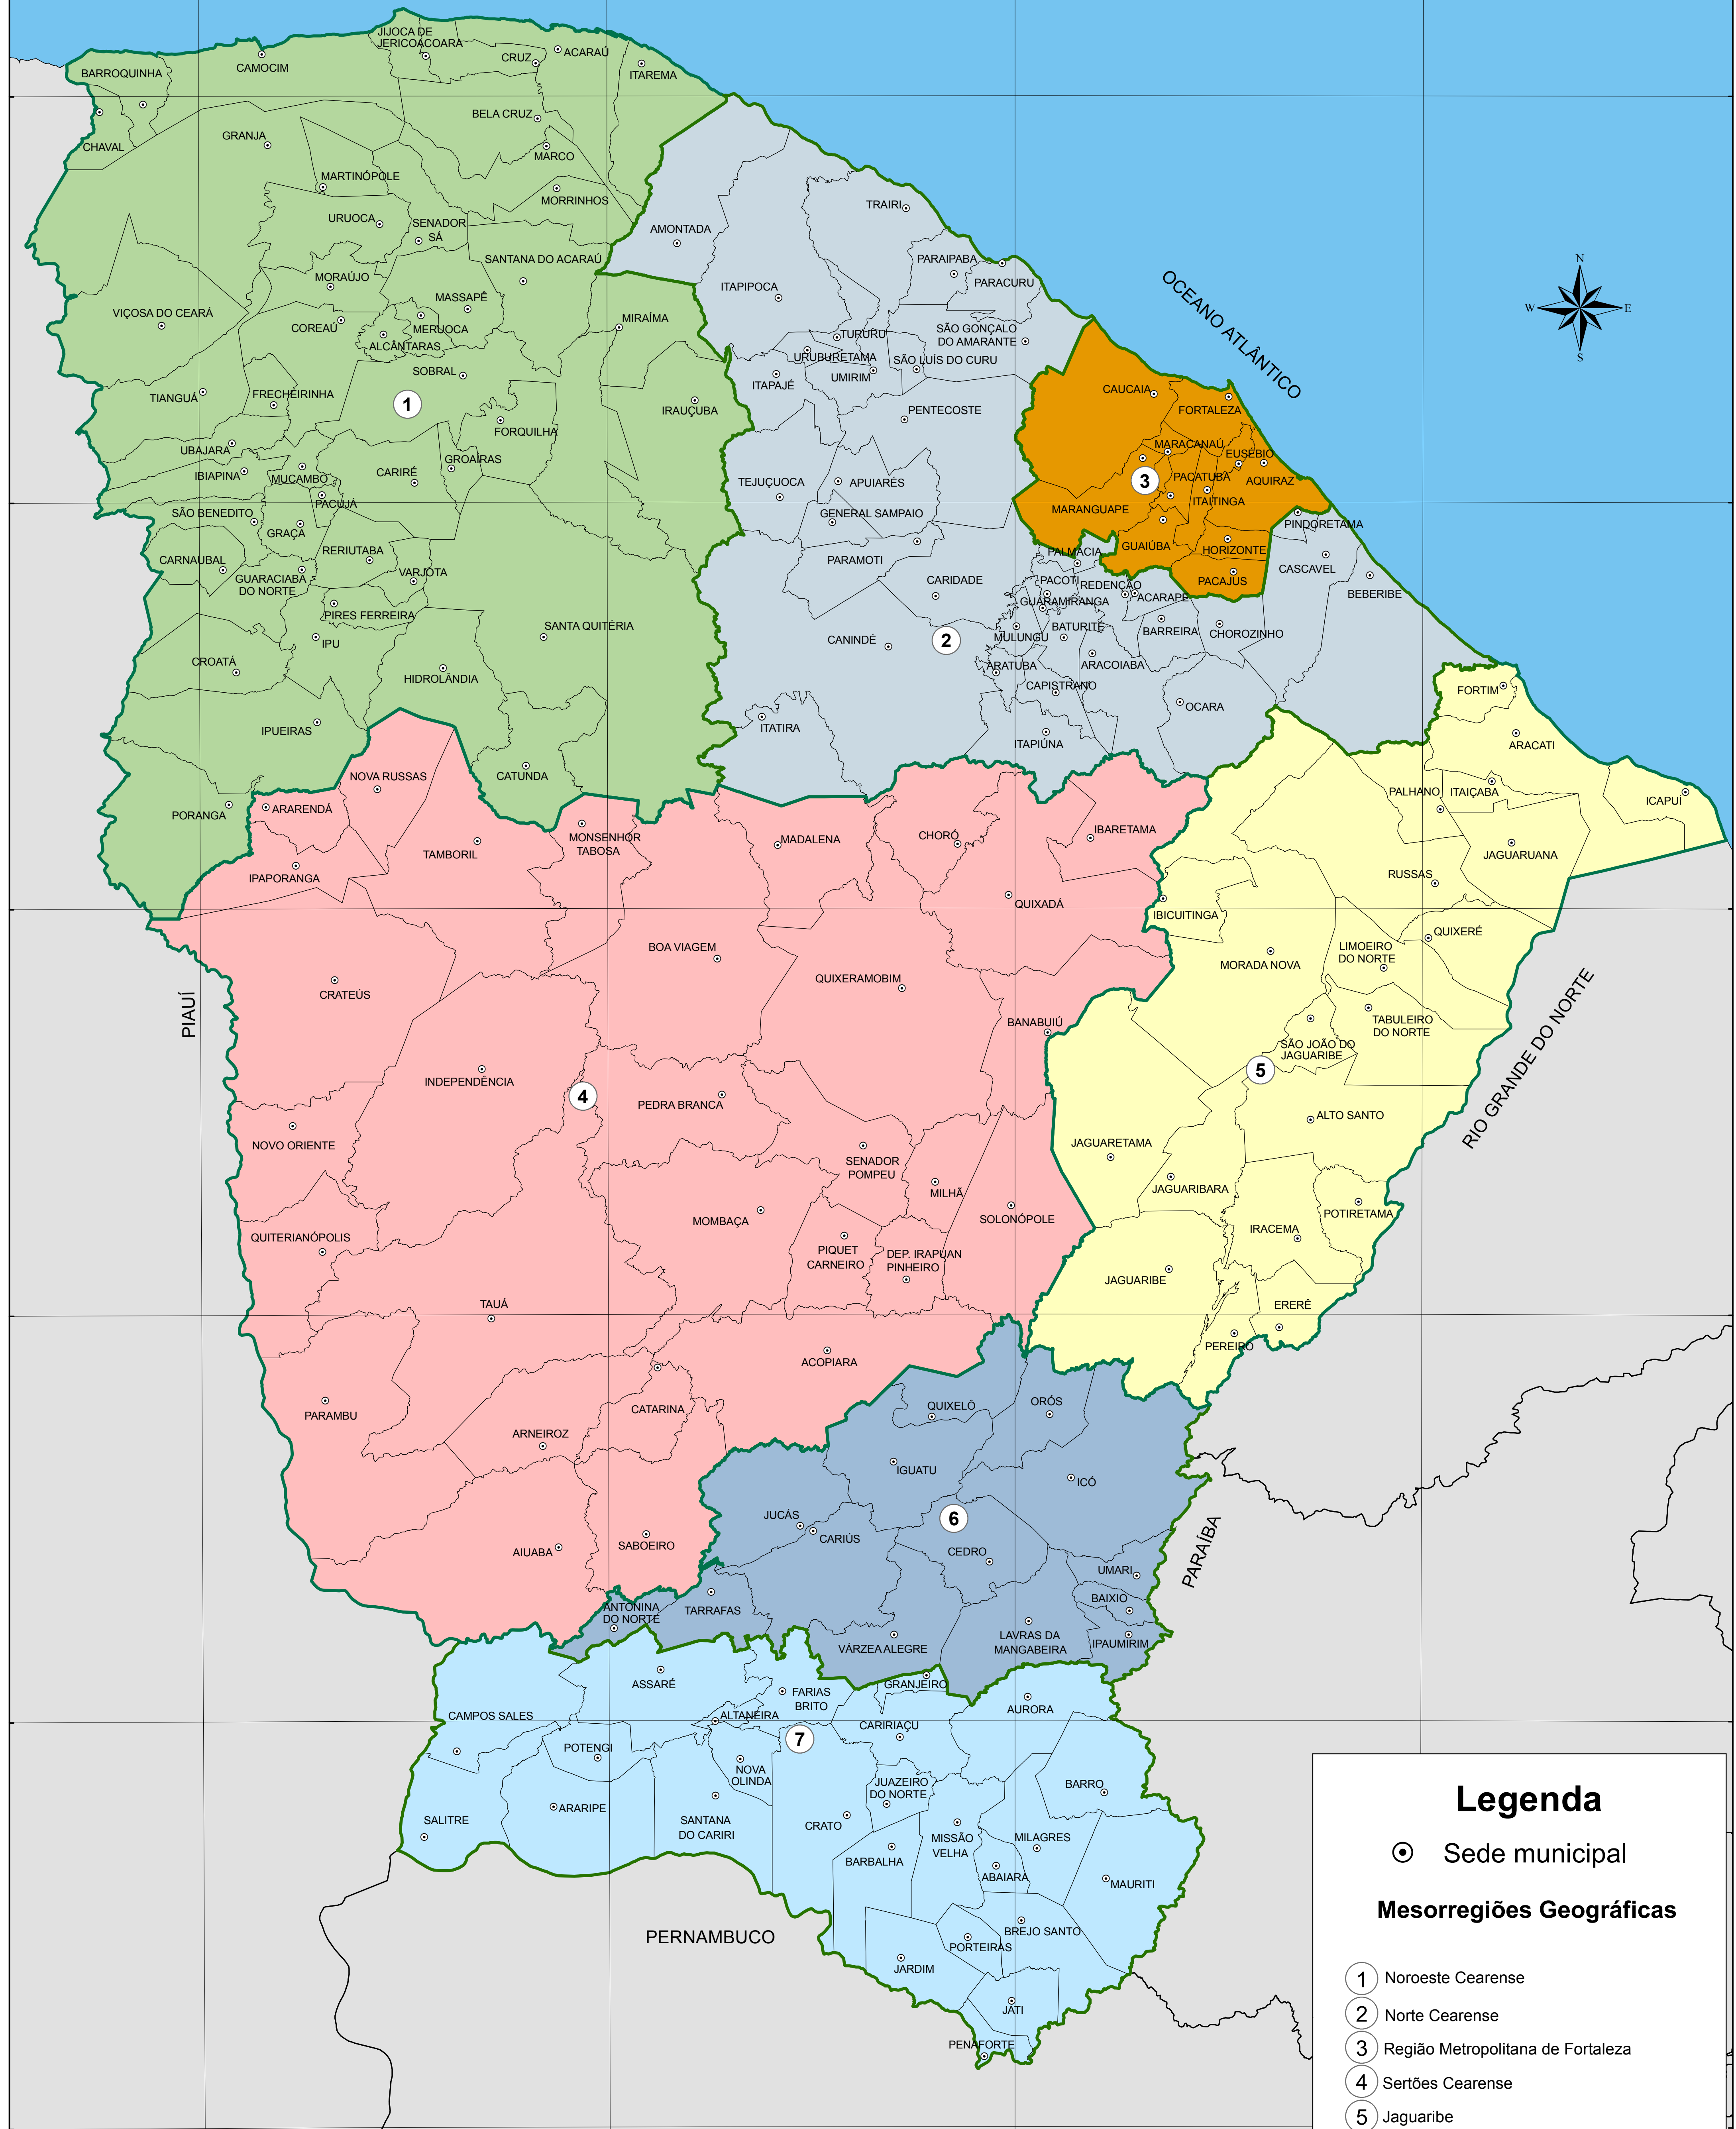 JIJOCA DE
JERICOACOARA
CRUZ
ACARAÚ
ITAREMA
BARROQUINHA
CAMOCIM
CHAVAL
GRANJA
BELA CRUZ
MARCO
MARTINÓPOLE
MORRINHOS
URUOCA
SENADOR
SÁ
SANTANA DO ACARAÚ
MORAÚJO
MASSAPÊ
VIÇOSA DO CEARÁ
COREAÚ
MERUOCA
ALCÂNTARAS
MIRAÍMA
SOBRAL
TIANGUÁ
FRECHEIRINHA
1
IRAUÇUBA
FORQUILHA
UBAJARA
IBIAPINA
MUCAMBO
CARIRÉ
GROAÍRAS
PACUJÁ
SÃO BENEDITO
GRAÇA
CARNAUBAL
RERIUTABA
GUARACIABA
DO NORTE
VARJOTA
PIRES FERREIRA
IPU
SANTA QUITÉRIA
CROATÁ
HIDROLÂNDIA
IPUEIRAS
CATUNDA
PORANGA
AMONTADA
TRAIRI
PARAIPABA
PARACURU
ITAPIPOCA
TURURU
SÃO GONÇALO
DO AMARANTE
URUBURETAMA
SÃO LUÍS DO CURU
ITAPAJÉ
UMIRIM
PENTECOSTE
TEJUÇUOCA
APUIARÉS
GENERAL SAMPAIO
PARAMOTI
CARIDADE
CANINDÉ
2
ITATIRA
PALMÁCIA
PACOTI
REDENÇÃO
GUARAMIRANGA
ACARAPE
MULUNGU
BATURITÉ
BARREIRA
CHOROZINHO
ARATUBA
ARACOIABA
CAPISTRANO
OCARA
ITAPIÚNA
PINDORETAMA
CASCAVEL
BEBERIBE
OCEANO ATLÂNTICO
N
W
E
S
CAUCAIA
FORTALEZA
MARACANAÚ
EUSÉBIO
3
PACATUBA
AQUIRAZ
ITAITINGA
MARANGUAPE
GUAIÚBA
HORIZONTE
PACAJUS
NOVA RUSSAS
ARARENDÁ
TAMBORIL
MONSENHOR
TABOSA
MADALENA
CHORÓ
IBARETAMA
IPAPORANGA
QUIXADÁ
BOA VIAGEM
QUIXERAMOBIM
CRATEÚS
BANABUIÚ
INDEPENDÊNCIA
4
PEDRA BRANCA
NOVO ORIENTE
SENADOR
POMPEU
MILHÃ
MOMBAÇA
SOLONÓPOLE
QUITERIANÓPOLIS
PIQUET
CARNEIRO
DEP. IRAPUAN
PINHEIRO
TAUÁ
ACOPIARA
PARAMBU
CATARINA
ARNEIROZ
AIUABA
SABOEIRO
PIAUÍ
FORTIM
ARACATI
PALHANO
ITAIÇABA
ICAPUÍ
JAGUARUANA
RUSSAS
IBICUITINGA
QUIXERÉ
LIMOEIRO
DO NORTE
MORADA NOVA
TABULEIRO
DO NORTE
SÃO JOÃO DO
JAGUARIBE
5
ALTO SANTO
JAGUARETAMA
JAGUARIBARA
POTIRETAMA
IRACEMA
JAGUARIBE
ERERÊ
PEREIRO
RIO GRANDE DO NORTE
QUIXELÔ
ORÓS
IGUATU
ICÓ
6
JUCÁS
CARIÚS
CEDRO
UMARI
BAIXIO
ANTONINA
DO NORTE
TARRAFAS
VÁRZEA ALEGRE
LAVRAS DA
MANGABEIRA
IPAUMIRIM
PARAÍBA
ASSARÉ
FARIAS
BRITO
GRANJEIRO
AURORA
CAMPOS SALES
ALTANEIRA
CARIRIAÇU
7
POTENGI
NOVA
OLINDA
JUAZEIRO
DO NORTE
BARRO
SALITRE
ARARIPE
SANTANA
DO CARIRI
CRATO
MISSÃO
VELHA
MILAGRES
BARBALHA
ABAIARA
MAURITI
BREJO SANTO
PORTEIRAS
JARDIM
JATI
PENAFORTE
PERNAMBUCO
Legenda
Sede municipal
Mesorregiões Geográficas
1 Noroeste Cearense
2 Norte Cearense
3 Região Metropolitana de Fortaleza
4 Sertões Cearense
5 Jaguaribe